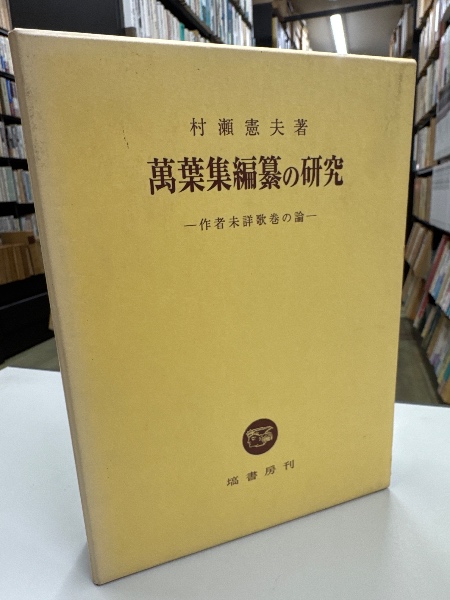 村瀬憲夫著
萬葉集編纂の研究
―作者未詳歌巻の論―
塙書房刊